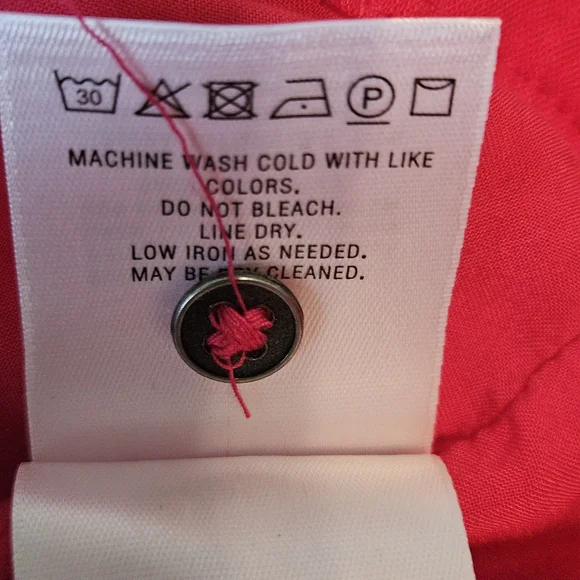 30 P
MACHINE WASH COLD WITH LIKE
COLORS.
DO NOT BLEACH.
LINE DRY.
LOW IRON AS NEEDED.
MAY BE DRY CLEANED.